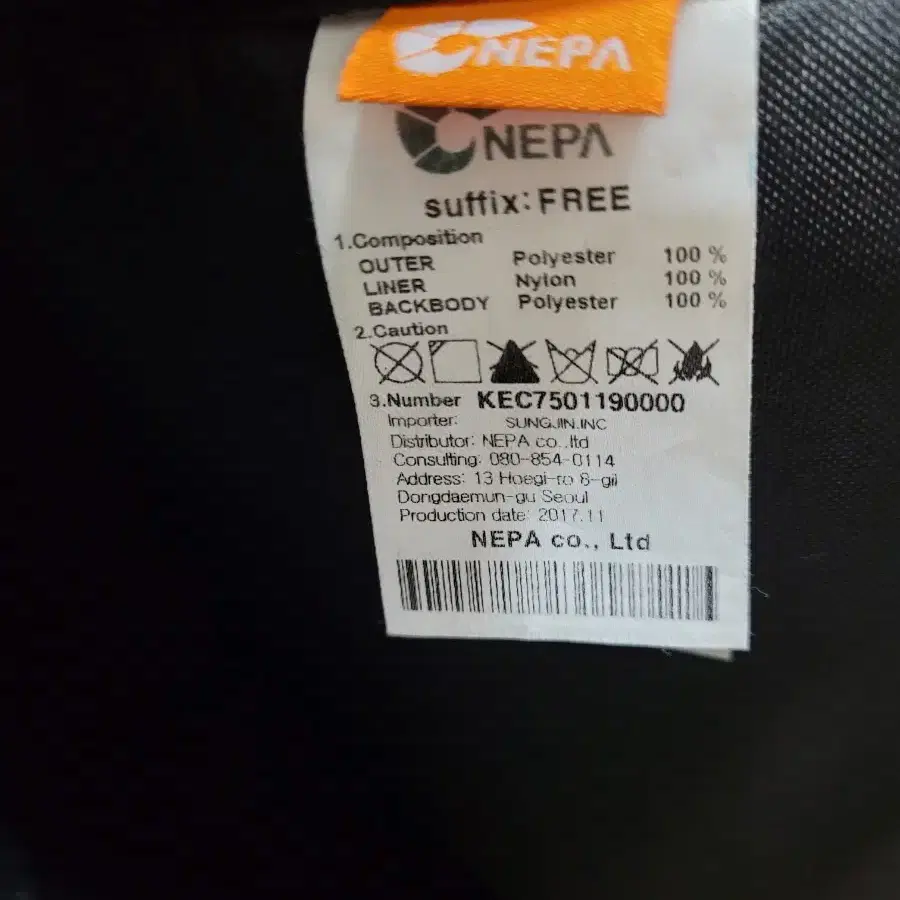 NEPA
NEPA
suffix: FREE
1.Composition
OUTER Polyester 100 %
LINER Nylon 100 %
BACKBODY Polyester 100 %
2.Caution
3.Number KEC7501190000
Importer: SUNGJIN.INC
Distributor: NEPA co.,ltd
Consulting: 080-854-0114
Address: 13 Hoegi-ro 8-gil
Dongdaemun-gu Seoul
Production date: 2017.11
NEPA co., Ltd